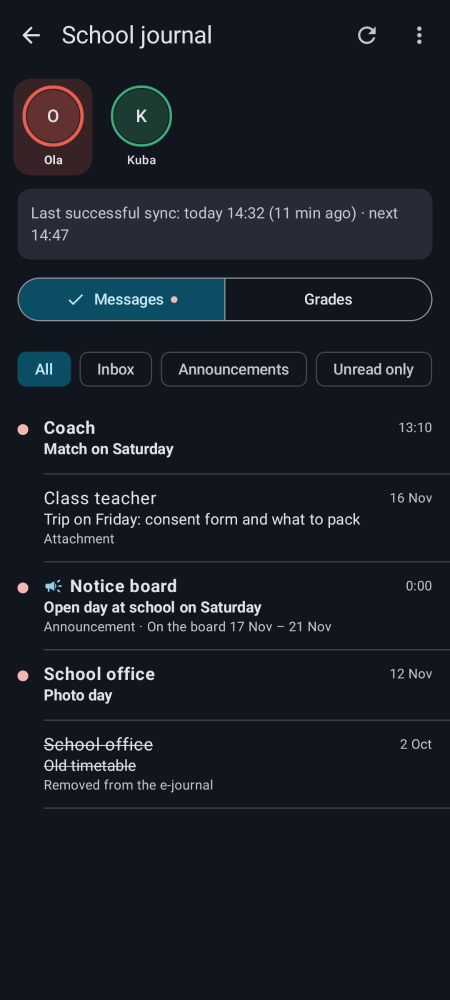 School journal
O
K
Ola
Kuba
Last successful sync: today 14:32 (11 min ago) · next
14:47
Messages
Grades
All
Inbox
Announcements
Unread only
Coach
13:10
Match on Saturday
Class teacher
16 Nov
Trip on Friday: consent form and what to pack
Attachment
Notice board
0:00
Open day at school on Saturday
Announcement · On the board 17 Nov – 21 Nov
School office
12 Nov
Photo day
School office
2 Oct
Old timetable
Removed from the e-journal